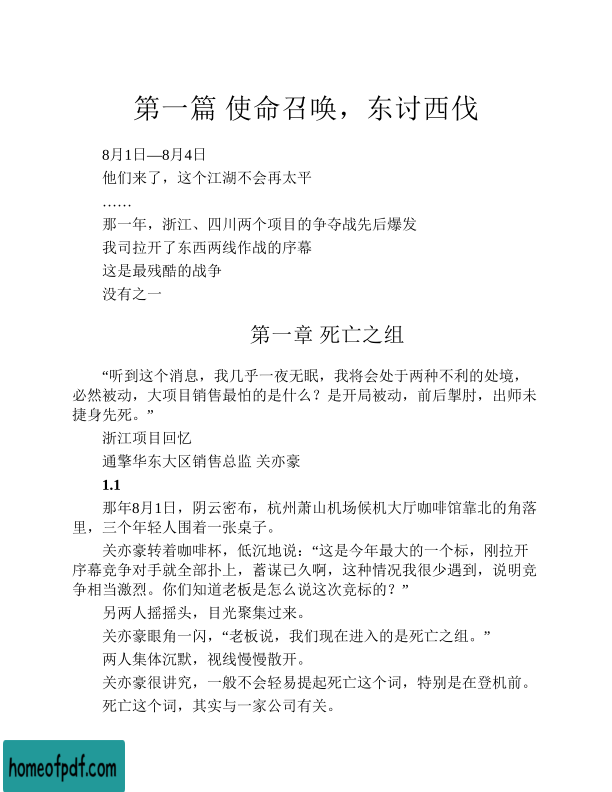 第一篇 使命召唤，东讨西伐
8月1日—8月4日
他们来了，这个江湖不会再太平
……
那一年，浙江、四川两个项目的争夺战先后爆发
我司拉开了东西两线作战的序幕
这是最残酷的战争
没有之一
第一章 死亡之组
“听到这个消息，我几乎一夜无眠，我将会处于两种不利的处境，
必然被动，大项目销售最怕的是什么？是开局被动，前后掣肘，出师未
捷身先死。”
浙江项目回忆
通擎华东大区销售总监 关亦豪
1.1
那年8月1日，阴云密布，杭州萧山机场候机大厅咖啡馆靠北的角落
里，三个年轻人围着一张桌子。
关亦豪转着咖啡杯，低沉地说：“这是今年最大的一个标，刚拉开
序幕竞争对手就全部扑上，蓄谋已久啊，这种情况我很少遇到，说明竞
争相当激烈。你们知道老板是怎么说这次竞标的？”
另两人摇摇头，目光聚集过来。
关亦豪眼角一闪，“老板说，我们现在进入的是死亡之组。”
两人集体沉默，视线慢慢散开。
关亦豪很讲究，一般不会轻易提起死亡这个词，特别是在登机前。
死亡这个词，其实与一家公司有关。
homeofpdf.com